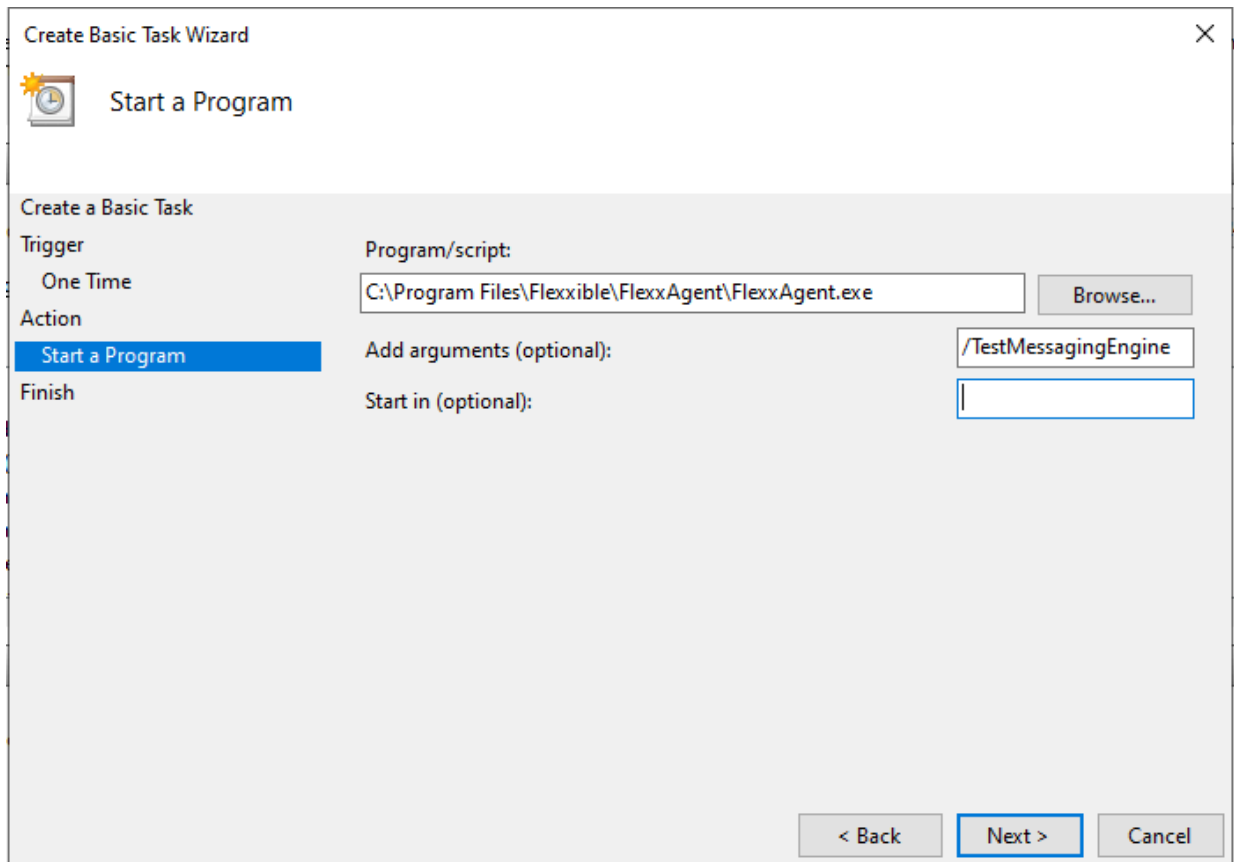 Create Basic Task Wizard
Start a Program
Create a Basic Task
Trigger
One Time
Action
Start a Program
Finish
Program/script:
C:\Program Files\Flexxible\FlexxAgent\FlexxAgent.exe
Browse...
Add arguments (optional):
/TestMessagingEngine
Start in (optional):
< Back
Next >
Cancel